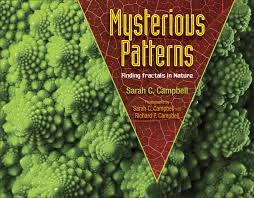 Mysterious
Patterns
Finding fractals in Nature
Sarah C. Campbell
Photographs by
Sarah C. Campbell and
Richard P. Campbell